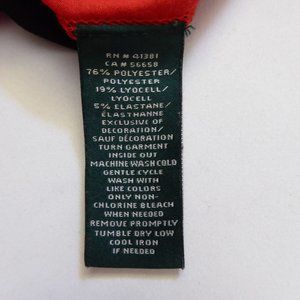 RN # 41381
CA # 56658
76% POLYESTER/
POLYESTER
19% LYOCELL/
LYOCELL
5% ELASTANE/
ÉLASTHANNE
EXCLUSIVE OF
DECORATION/
SAUF DÉCORATION
TURN GARMENT
INSIDE OUT
MACHINE WASH COLD
GENTLE CYCLE
WASH WITH
LIKE COLORS
ONLY NON-
CHLORINE BLEACH
WHEN NEEDED
REMOVE PROMPTLY
TUMBLE DRY LOW
COOL IRON
IF NEEDED